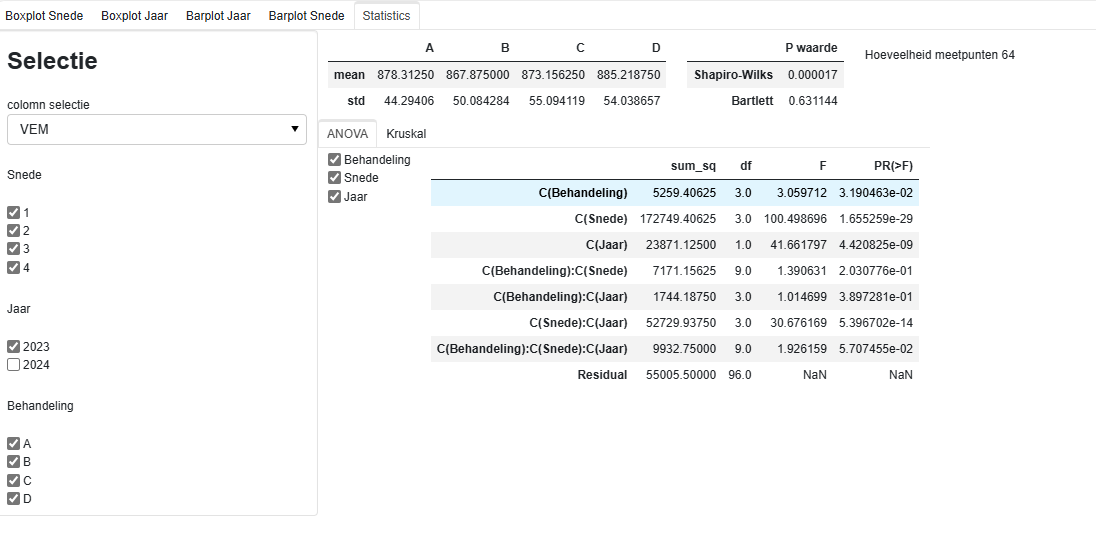 Boxplot Snede Boxplot Jaar Barplot Jaar Barplot Snede Statistics
Selectie
colomn selectie
VEM
Snede
1
2
3
4
Jaar
2023
2024
Behandeling
A
B
C
D
A B C D
mean 878.31250 867.875000 873.156250 885.218750
std 44.29406 50.084284 55.094119 54.038657
P waarde
Shapiro-Wilks 0.000017
Bartlett 0.631144
Hoeveelheid meetpunten 64
ANOVA Kruskal
Behandeling
Snede
Jaar
sum_sq df F PR(>F)
C(Behandeling) 5259.40625 3.0 3.059712 3.190463e-02
C(Snede) 172749.40625 3.0 100.498696 1.655259e-29
C(Jaar) 23871.12500 1.0 41.661797 4.420825e-09
C(Behandeling):C(Snede) 7171.15625 9.0 1.390631 2.030776e-01
C(Behandeling):C(Jaar) 1744.18750 3.0 1.014699 3.897281e-01
C(Snede):C(Jaar) 52729.93750 3.0 30.676169 5.396702e-14
C(Behandeling):C(Snede):C(Jaar) 9932.75000 9.0 1.926159 5.707455e-02
Residual 55005.50000 96.0 NaN NaN